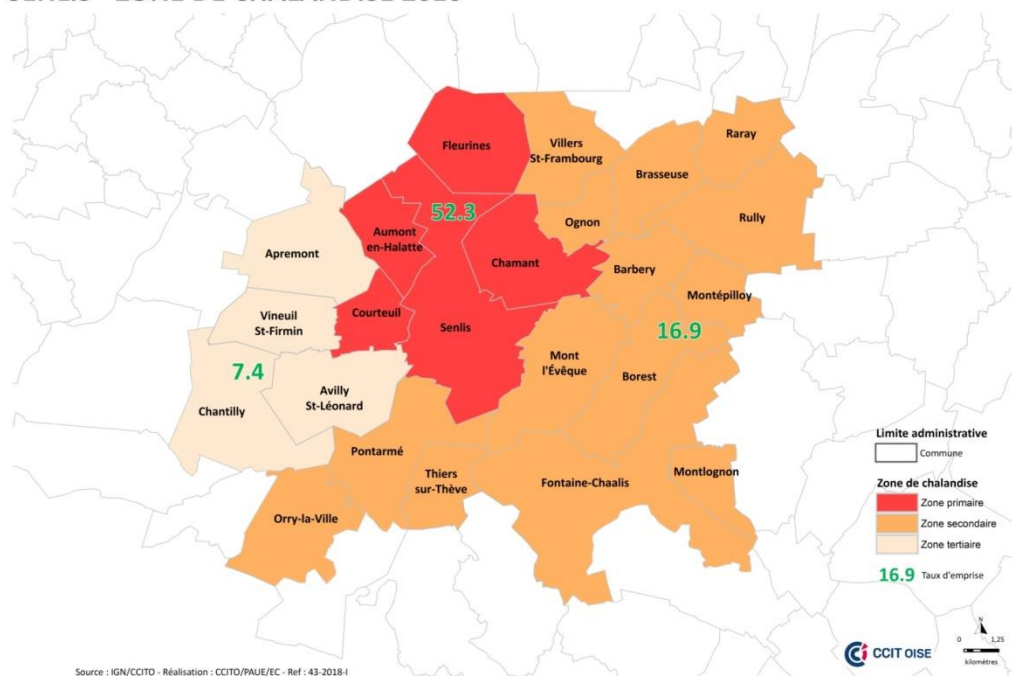 Fleurines
Villers
St-Frambourg
Raray
Brasseuse
52.3
Ognon
Rully
Aumont
en-Halatte
Apremont
Chamant
Barbery
Montépilloy
Courteuil
Vineuil
St-Firmin
Senlis
16.9
Mont
l'Évêque
Borest
7.4
Avilly
St-Léonard
Chantilly
Pontarmé
Thiers
sur-Thève
Fontaine-Chaalis
Montlognon
Orry-la-Ville
Limite administrative
Commune
Zone de chalandise
Zone primaire
Zone secondaire
Zone tertiaire
16.9 Taux d'emprise
N
0 1,25
kilomètres
CCIT OISE
Source : IGN/CCITO - Réalisation : CCITO/PAUE/EC - Ref : 43-2018-I